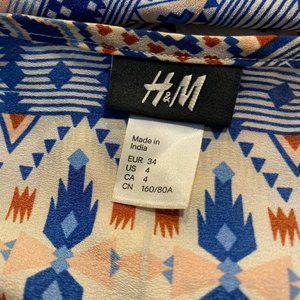 H&M
Made in
India
EUR 34
US 4
CA 4
CN 160/80A